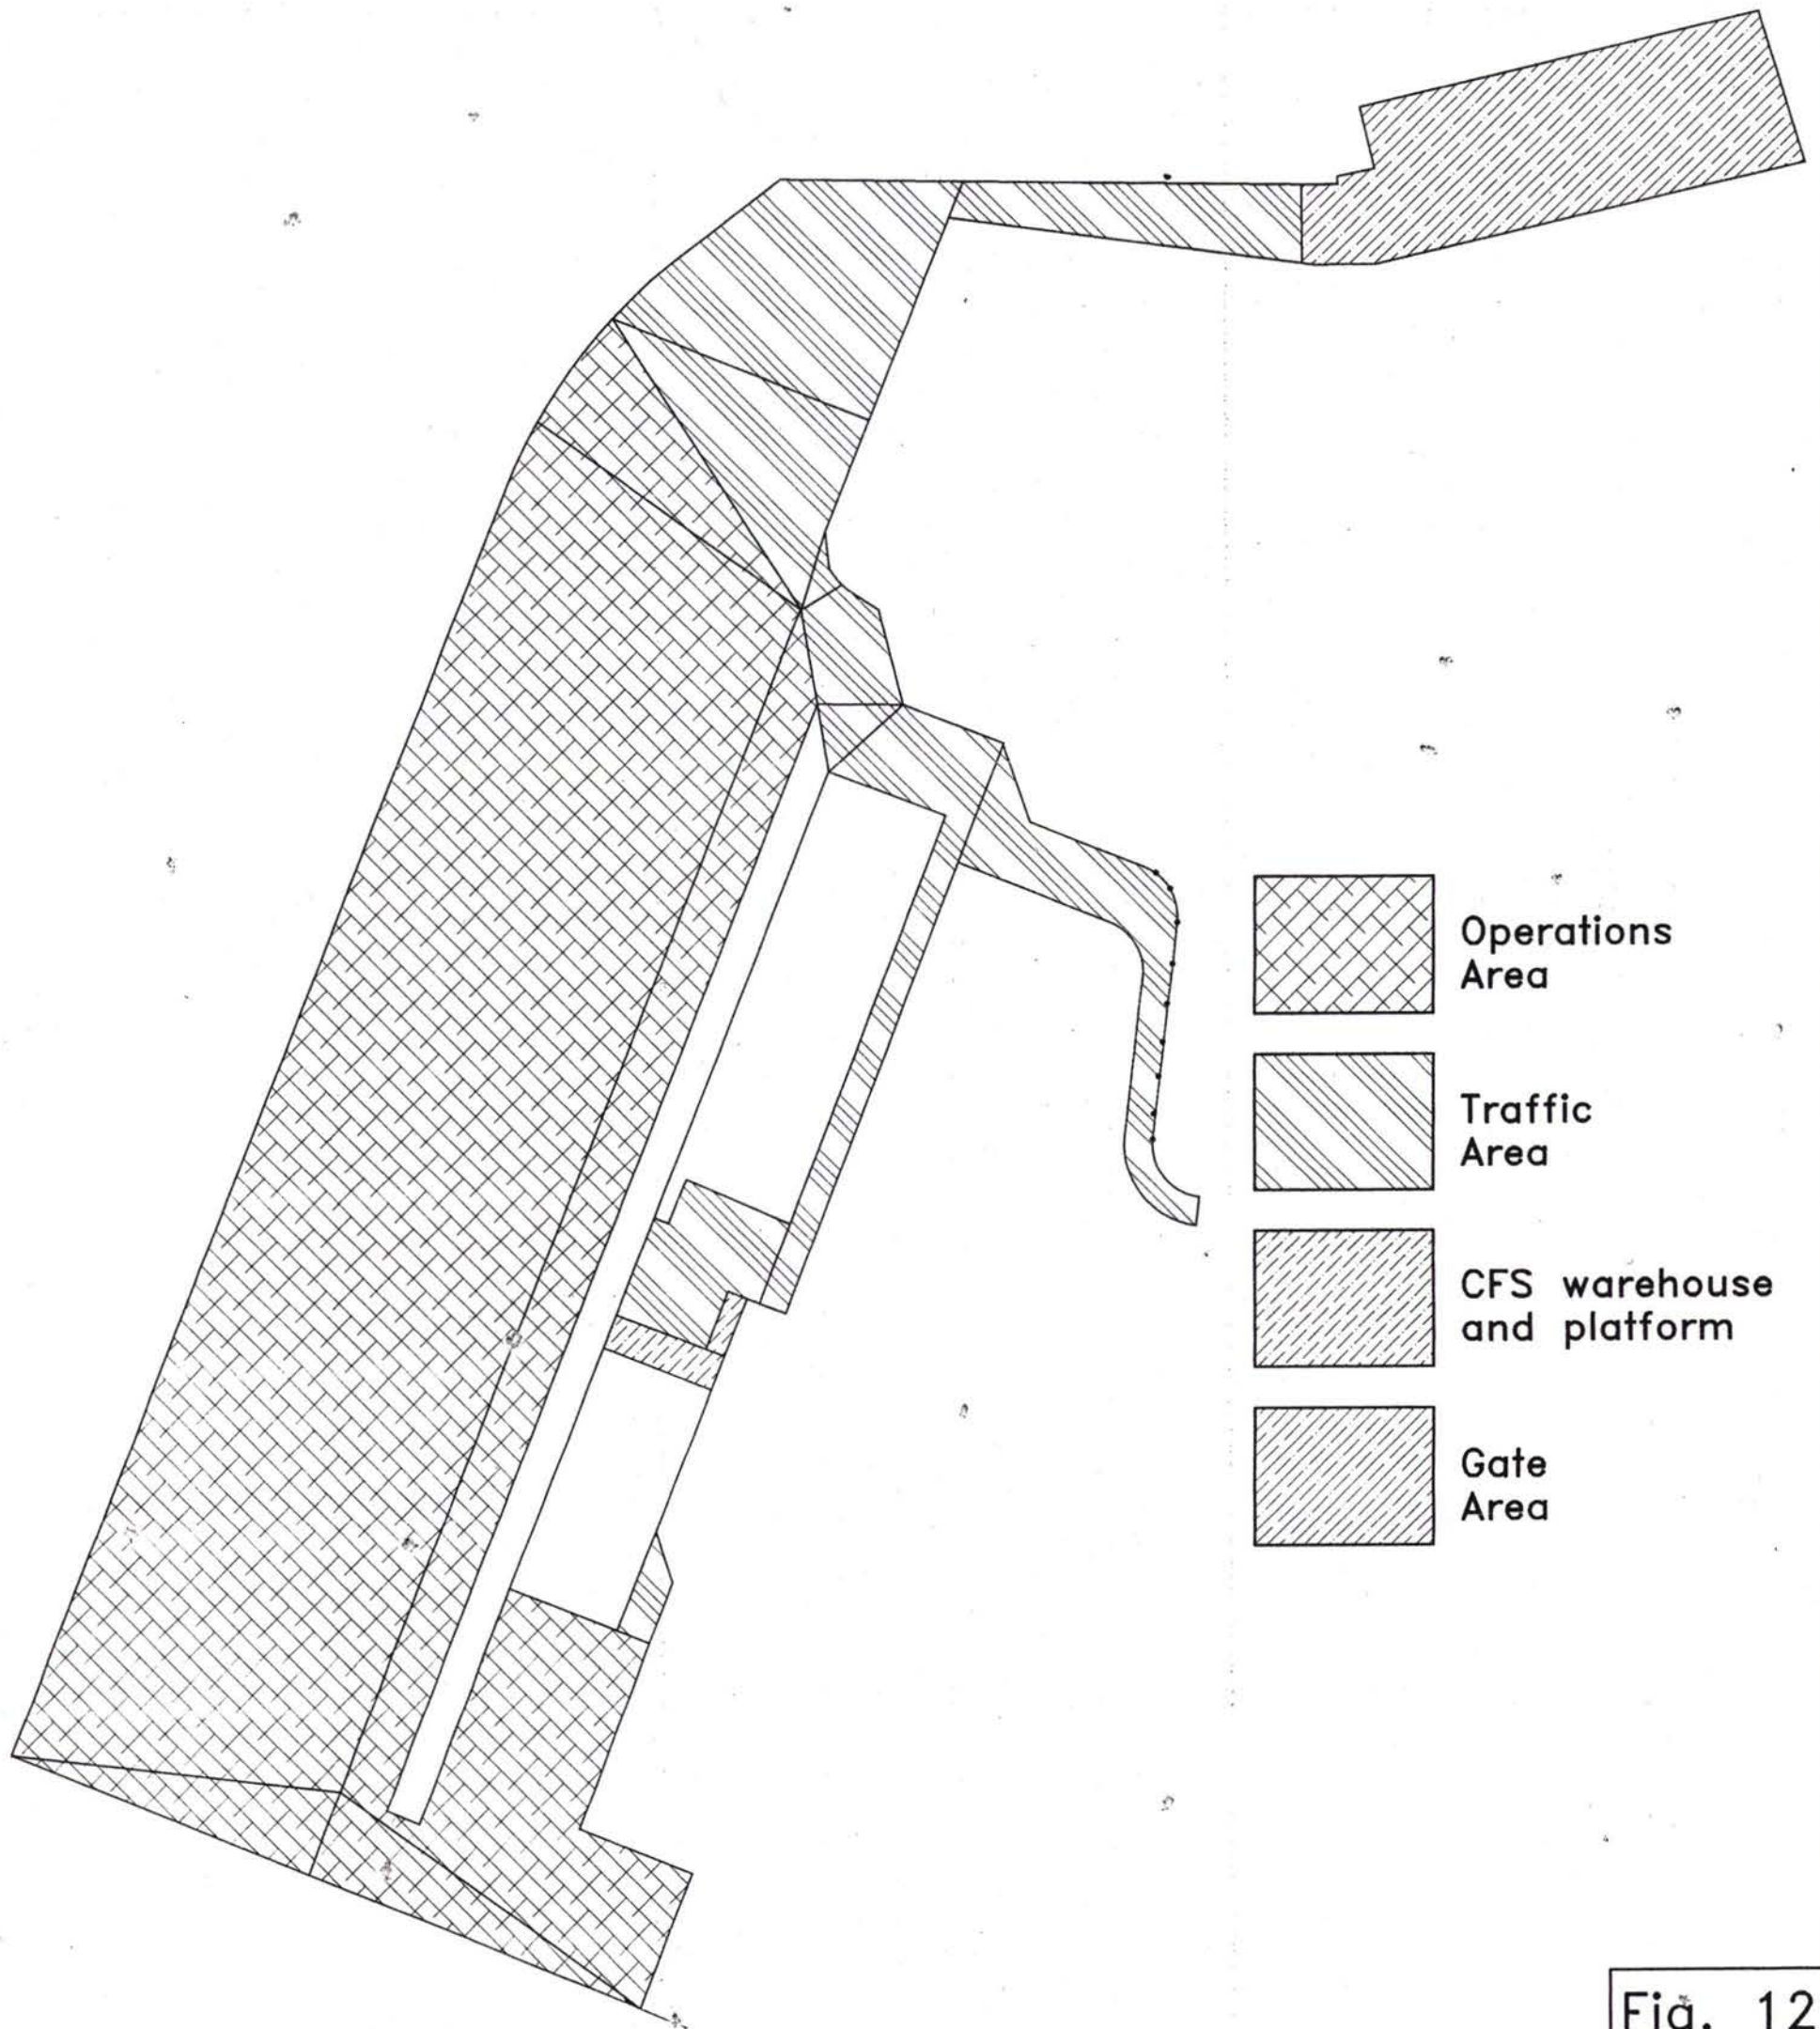 Operations
Area
Traffic
Area
CFS warehouse
and platform
Gate
Area
Fig. 12